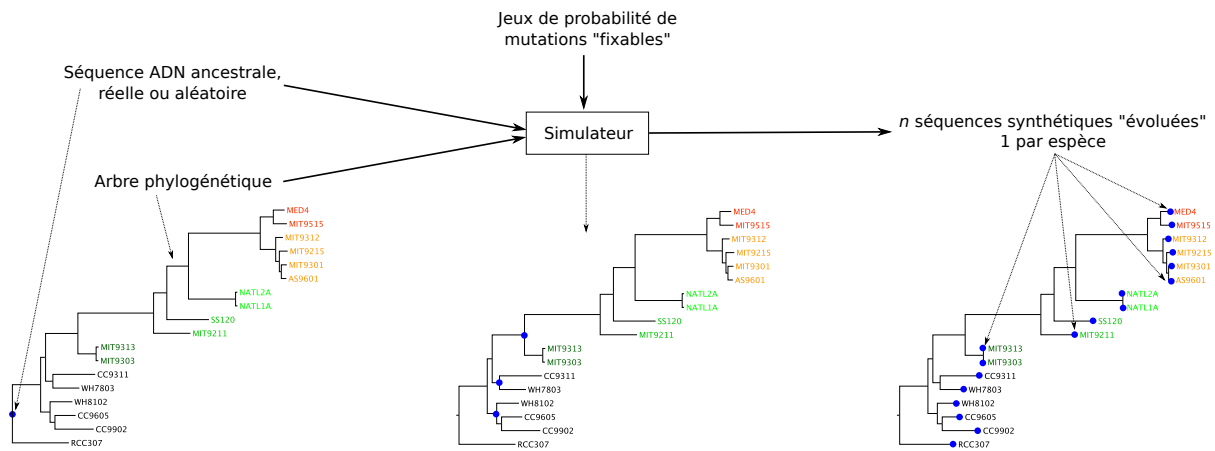 Jeux de probabilité de
mutations "fixables"
Séquence ADN ancestrale,
réelle ou aléatoire
Simulateur
n séquences synthétiques "évoluées"
1 par espèce
Arbre phylogénétique
MED4
MIT9515
MIT9312
MIT9215
MIT9301
AS9601
NATL2A
NATL1A
SS120
MIT9211
MIT9313
MIT9303
CC9311
WH7803
WH8102
CC9605
CC9902
RCC307
MED4
MIT9515
MIT9312
MIT9215
MIT9301
AS9601
NATL2A
NATL1A
SS120
MIT9211
MIT9313
MIT9303
CC9311
WH7803
WH8102
CC9605
CC9902
RCC307
MED4
MIT9515
MIT9312
MIT9215
MIT9301
AS9601
NATL2A
NATL1A
SS120
MIT9211
MIT9313
MIT9303
CC9311
WH7803
WH8102
CC9605
CC9902
RCC307